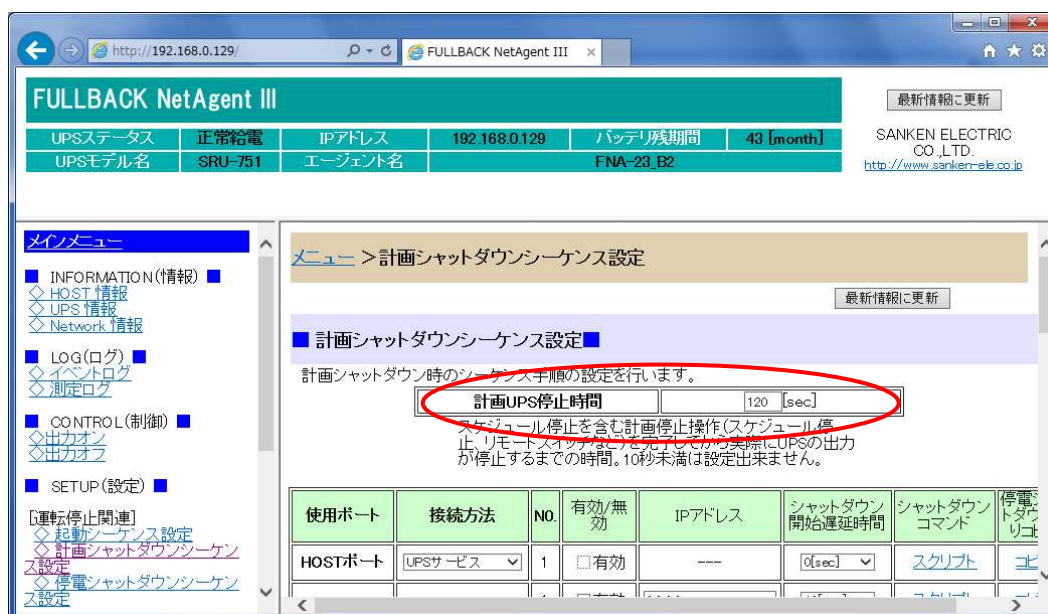 http://192.168.0.129/
FULLBACK NetAgent III
FULLBACK NetAgent III
最新情報に更新
UPSステータス 正常給電 IPアドレス 192.168.0.129 バッテリ残期間 43 [month]
UPSモデル名 SRU-751 エージェント名 FNA-23_B2
SANKEN ELECTRIC
CO.,LTD.
http://www.sanken-ele.co.jp
メインメニュー
■ INFORMATION(情報) ■
◇ HOST 情報
◇ UPS 情報
◇ Network 情報
■ LOG(ログ) ■
◇ イベントログ
◇ 測定ログ
■ CONTROL(制御) ■
◇出力オン
◇出力オフ
■ SETUP(設定) ■
[運転停止関連]
◇ 起動シーケンス設定
◇ 計画シャットダウンシーケン
ス設定
◇ 停電シャットダウンシーケン
ス設定
メニュー >計画シャットダウンシーケンス設定
最新情報に更新
■ 計画シャットダウンシーケンス設定■
計画シャットダウン時のシーケンス手順の設定を行います。
計画UPS停止時間 120 [sec]
スケジュール停止を含む計画停止操作(スケジュール停
止、リモートスイッチなど)を完了してから実際にUPSの出力
が停止するまでの時間。10秒未満は設定出来ません。
使用ポート 接続方法 NO. 有効/無
効 IPアドレス シャットダウン
開始遅延時間 シャットダウン
コマンド
HOSTポート UPSサービス 1 有効 --- 0[sec] スクリプト